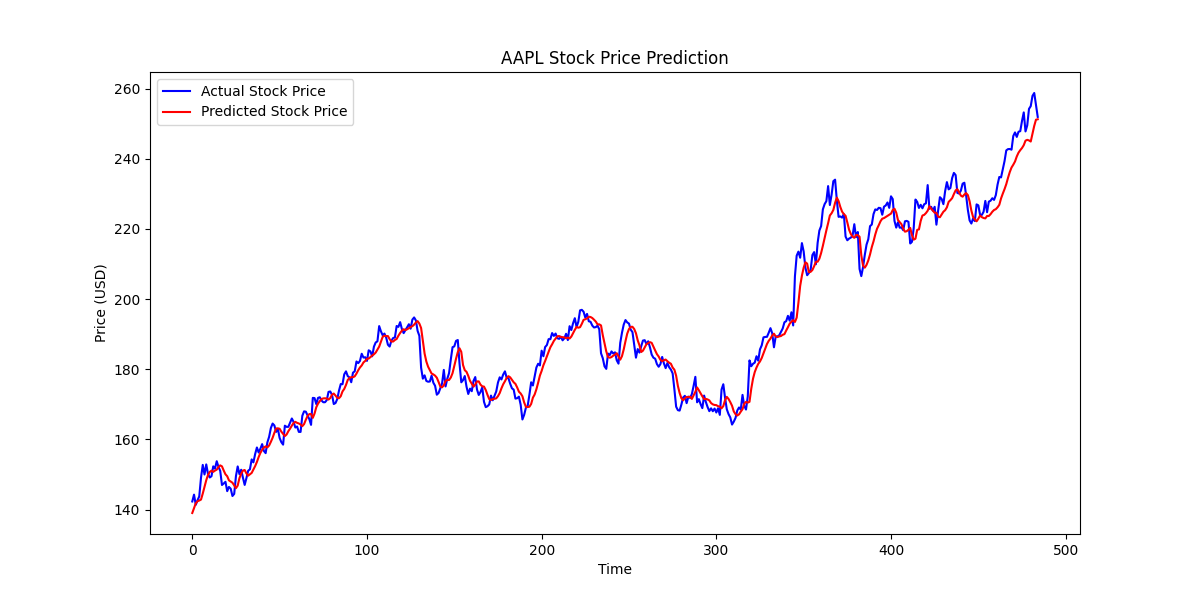 AAPL Stock Price Prediction
Actual Stock Price
Predicted Stock Price
260
240
220
200
180
160
140
Price (USD)
0 100 200 300 400 500
Time